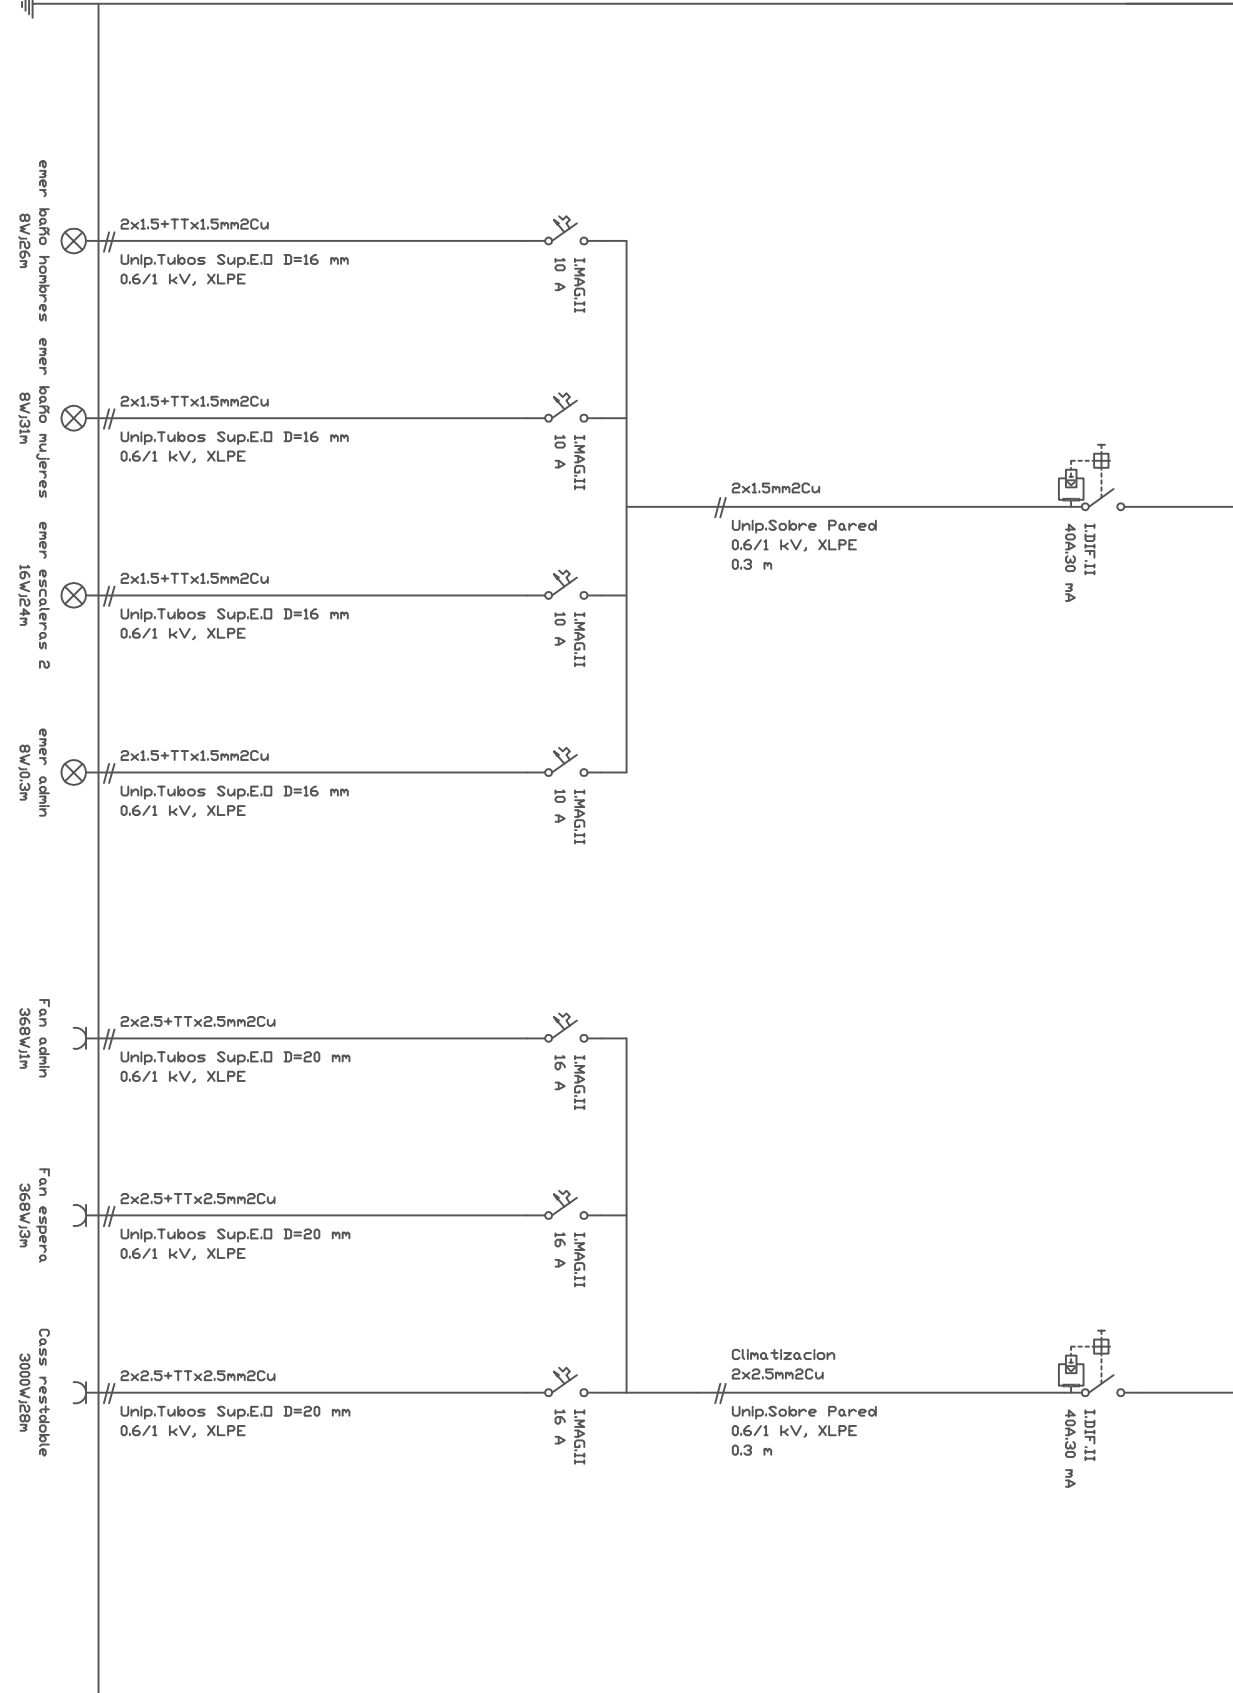 emer baño hombres
8W;26m
2x1.5+TTx1.5mm2Cu
Unip.Tubos Sup.E.O D=16 mm
0.6/1 kV, XLPE
I.MAG.II
10 A
emer baño mujeres
8W;31m
2x1.5+TTx1.5mm2Cu
Unip.Tubos Sup.E.O D=16 mm
0.6/1 kV, XLPE
I.MAG.II
10 A
2x1.5mm2Cu
Unip.Sobre Pared
0.6/1 kV, XLPE
0.3 m
I.DIF.II
40A.30 mA
emer escaleras 2
16W;24m
2x1.5+TTx1.5mm2Cu
Unip.Tubos Sup.E.O D=16 mm
0.6/1 kV, XLPE
I.MAG.II
10 A
emer admin
8W;0.3m
2x1.5+TTx1.5mm2Cu
Unip.Tubos Sup.E.O D=16 mm
0.6/1 kV, XLPE
I.MAG.II
10 A
Fan admin
368W;1m
2x2.5+TTx2.5mm2Cu
Unip.Tubos Sup.E.O D=20 mm
0.6/1 kV, XLPE
I.MAG.II
16 A
Fan espera
368W;3m
2x2.5+TTx2.5mm2Cu
Unip.Tubos Sup.E.O D=20 mm
0.6/1 kV, XLPE
I.MAG.II
16 A
Cass restdoble
3000W;28m
2x2.5+TTx2.5mm2Cu
Unip.Tubos Sup.E.O D=20 mm
0.6/1 kV, XLPE
I.MAG.II
16 A
Climatizacion
2x2.5mm2Cu
Unip.Sobre Pared
0.6/1 kV, XLPE
0.3 m
I.DIF.II
40A.30 mA